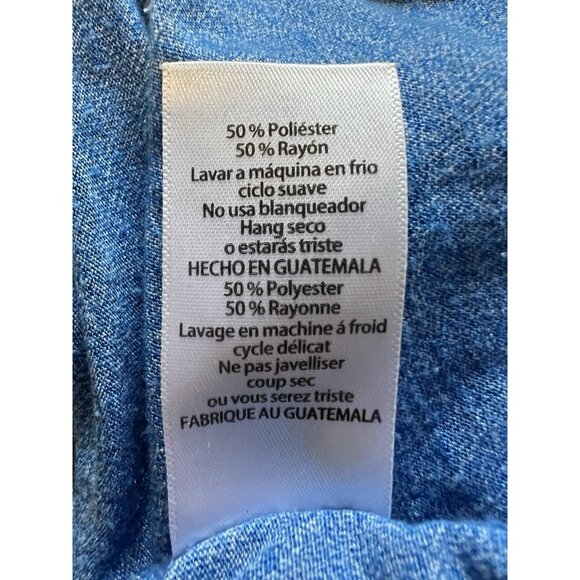 50 % Poliéster
50 % Rayón
Lavar a máquina en frio
ciclo suave
No usa blanqueador
Hang seco
o estarás triste
HECHO EN GUATEMALA
50 % Polyester
50 % Rayonne
Lavage en machine á froid
cycle délicat
Ne pas javelliser
coup sec
ou vous serez triste
FABRIQUE AU GUATEMALA